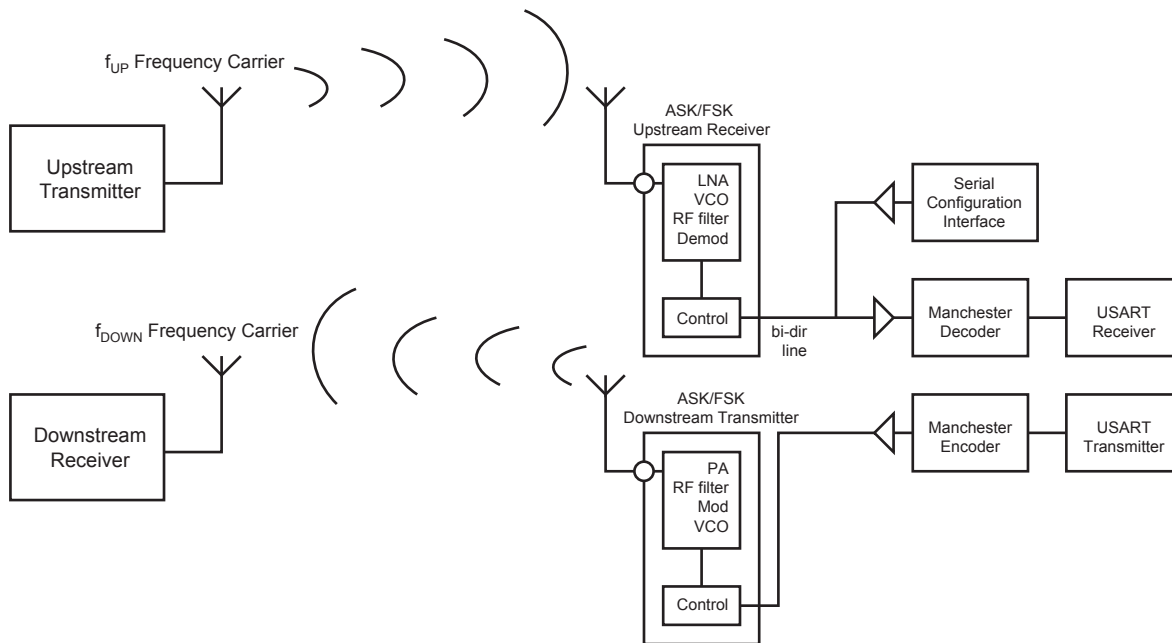 fUP Frequency Carrier
ASK/FSK
Upstream Receiver
Upstream
Transmitter
LNA
VCO
RF filter
Demod
Serial
Configuration
Interface
Control
bi-dir
line
Manchester
Decoder
USART
Receiver
fDOWN Frequency Carrier
ASK/FSK
Downstream Transmitter
Downstream
Receiver
PA
RF filter
Mod
VCO
Manchester
Encoder
USART
Transmitter
Control